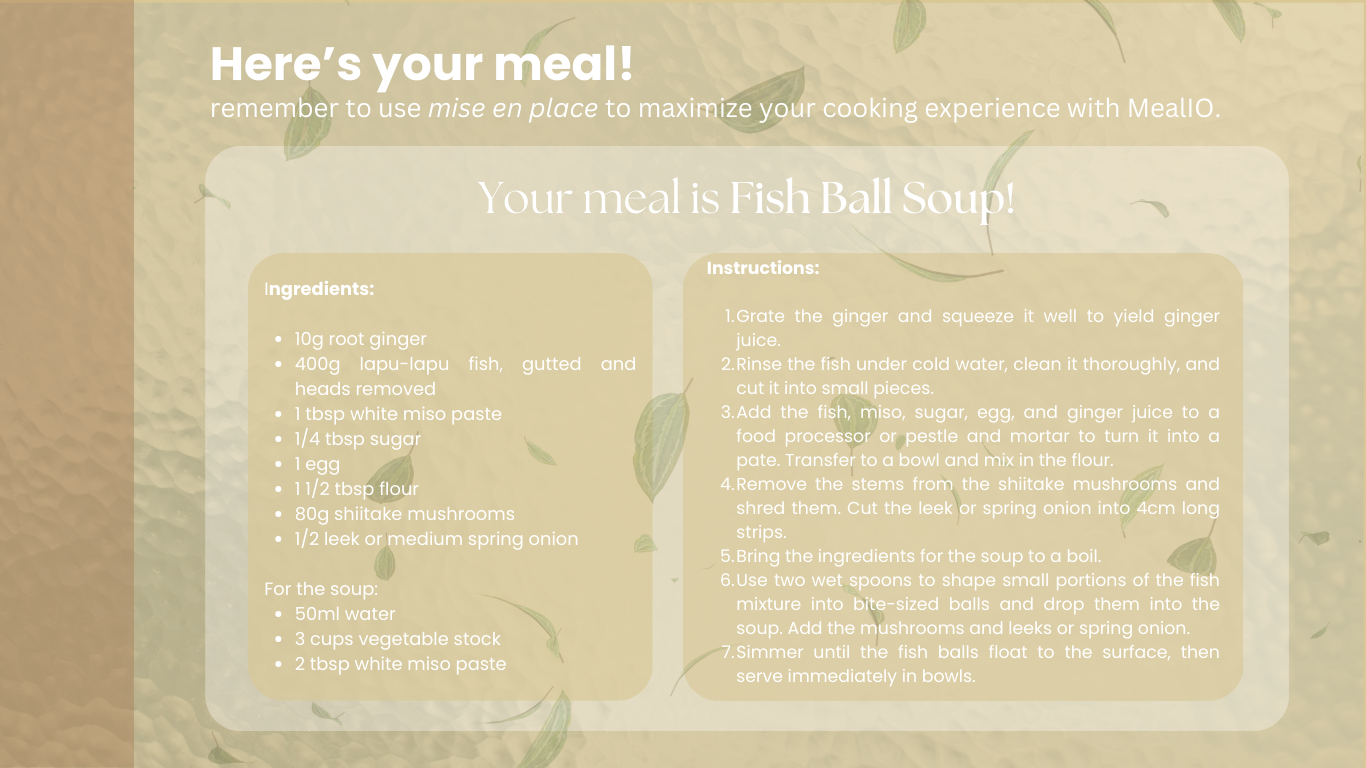 Here's your meal!
remember to use mise en place to maximize your cooking experience with MealIO.
Your meal is Fish Ball Soup!
Ingredients:
• 10g root ginger
• 400g lapu-lapu fish, gutted and
heads removed
• 1 tbsp white miso paste
• 1/4 tbsp sugar
• 1 egg
• 1 1/2 tbsp flour
• 80g shiitake mushrooms
• 1/2 leek or medium spring onion
For the soup:
• 50ml water
• 3 cups vegetable stock
• 2 tbsp white miso paste
Instructions:
1. Grate the ginger and squeeze it well to yield ginger
juice.
2. Rinse the fish under cold water, clean it thoroughly, and
cut it into small pieces.
3. Add the fish, miso, sugar, egg, and ginger juice to a
food processor or pestle and mortar to turn it into a
pate. Transfer to a bowl and mix in the flour.
4. Remove the stems from the shiitake mushrooms and
shred them. Cut the leek or spring onion into 4cm long
strips.
5. Bring the ingredients for the soup to a boil.
6. Use two wet spoons to shape small portions of the fish
mixture into bite-sized balls and drop them into the
soup. Add the mushrooms and leeks or spring onion.
7. Simmer until the fish balls float to the surface, then
serve immediately in bowls.